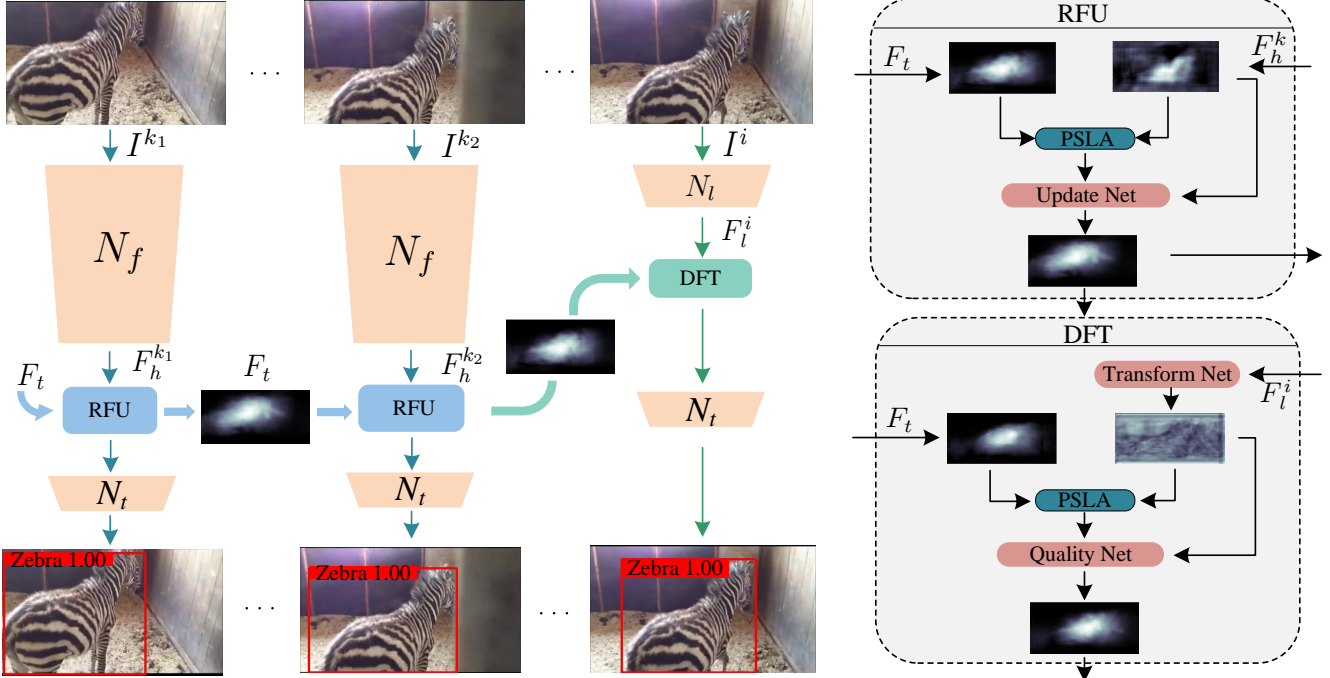 . . .
. . .
I^{k_1}
I^{k_2}
I^i
N_f
N_f
N_l
F_l^i
DFT
F_h^{k_1}
F_h^{k_2}
F_t
F_t
RFU
RFU
N_t
N_t
N_t
Zebra 1.00
Zebra 1.00
Zebra 1.00
. . .
. . .
RFU
F_t
F_h^k
PSLA
Update Net
DFT
Transform Net
F_l^i
F_t
PSLA
Quality Net